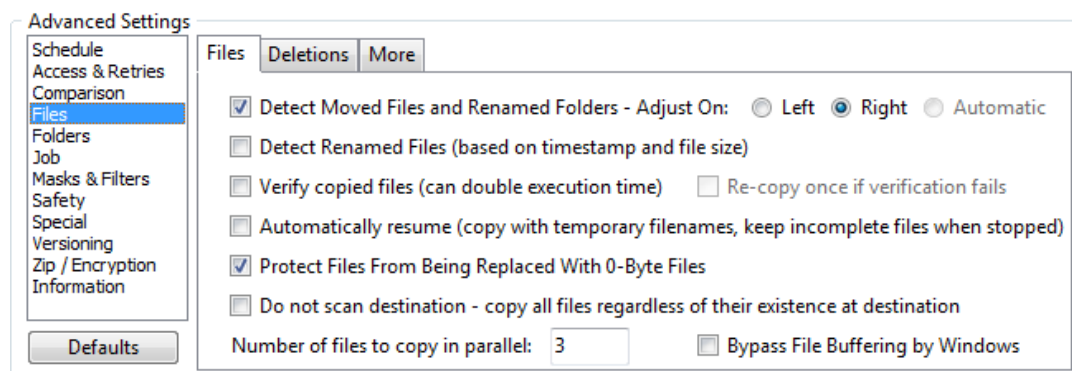 Advanced Settings
Schedule
Access & Retries
Comparison
Files
Folders
Job
Masks & Filters
Safety
Special
Versioning
Zip / Encryption
Information
Defaults
Files Deletions More
Detect Moved Files and Renamed Folders - Adjust On: Left Right Automatic
Detect Renamed Files (based on timestamp and file size)
Verify copied files (can double execution time) Re-copy once if verification fails
Automatically resume (copy with temporary filenames, keep incomplete files when stopped)
Protect Files From Being Replaced With 0-Byte Files
Do not scan destination - copy all files regardless of their existence at destination
Number of files to copy in parallel: 3 Bypass File Buffering by Windows